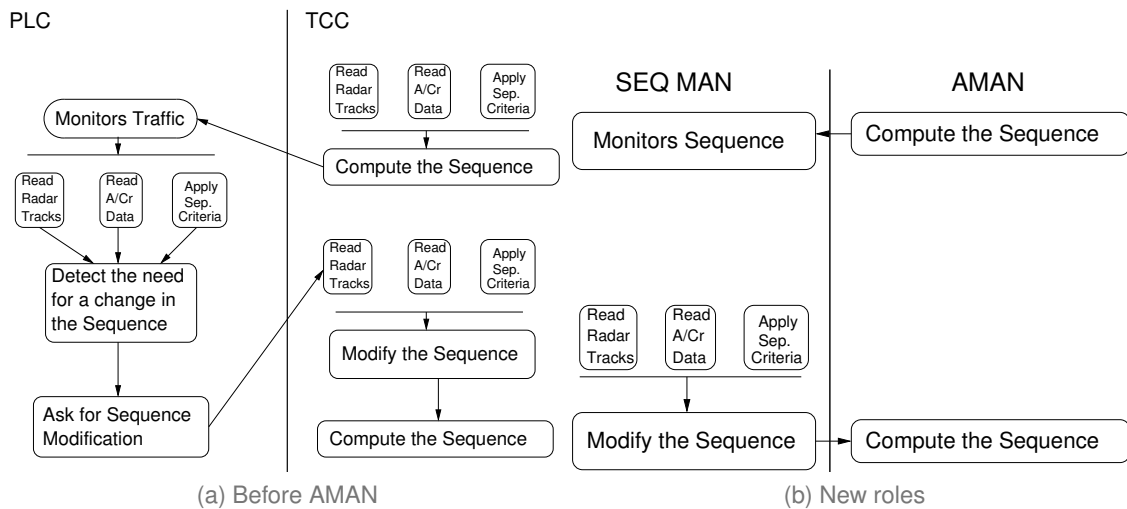 PLC
Monitors Traffic
Read
Radar
Tracks
Read
A/Cr
Data
Apply
Sep.
Criteria
Detect the need
for a change in
the Sequence
Ask for Sequence
Modification
TCC
Read
Radar
Tracks
Read
A/Cr
Data
Apply
Sep.
Criteria
Compute the Sequence
Read
Radar
Tracks
Read
A/Cr
Data
Apply
Sep.
Criteria
Modify the Sequence
Compute the Sequence
(a) Before AMAN
SEQ MAN
Monitors Sequence
Read
Radar
Tracks
Read
A/Cr
Data
Apply
Sep.
Criteria
Modify the Sequence
AMAN
Compute the Sequence
Compute the Sequence
(b) New roles